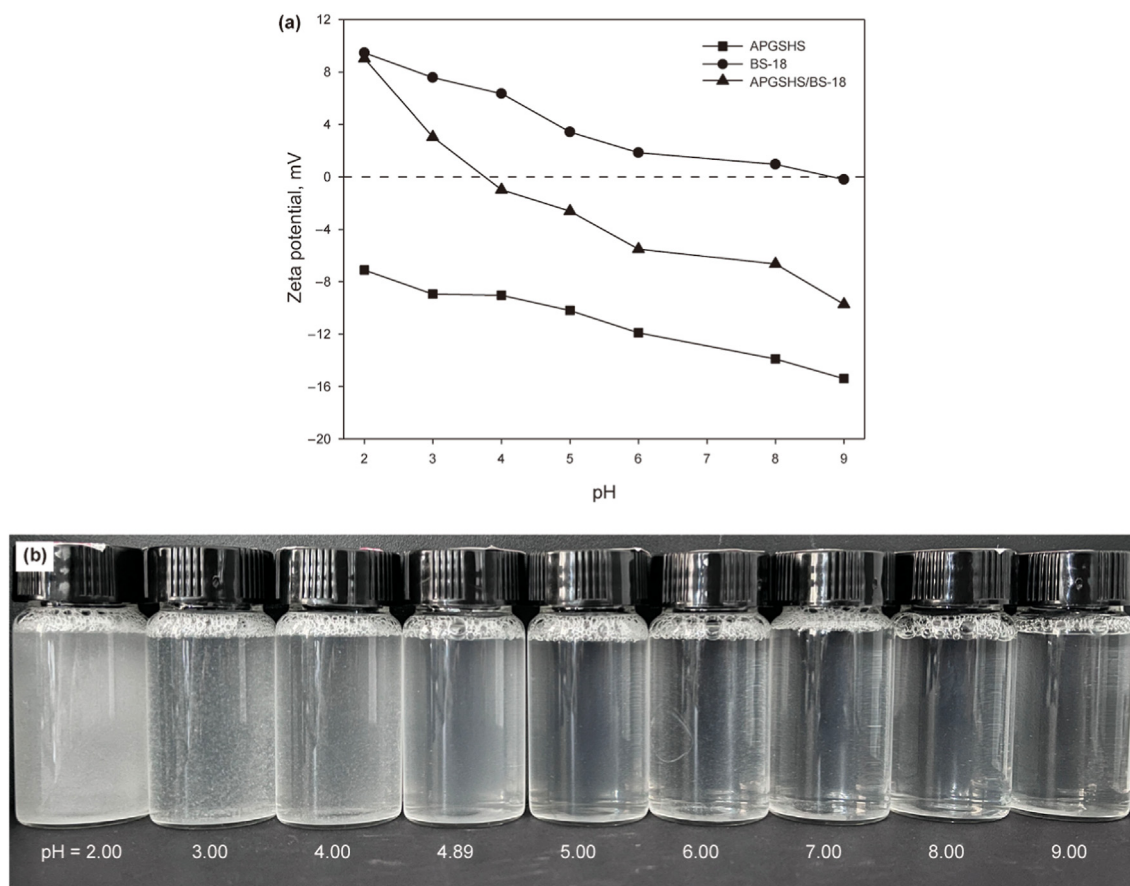 (a)
12
8
4
0
–4
–8
–12
–16
–20
Zeta potential, mV
APGSHS
BS-18
APGSHS/BS-18
2 3 4 5 6 7 8 9
pH
(b)
pH = 2.00 3.00 4.00 4.89 5.00 6.00 7.00 8.00 9.00